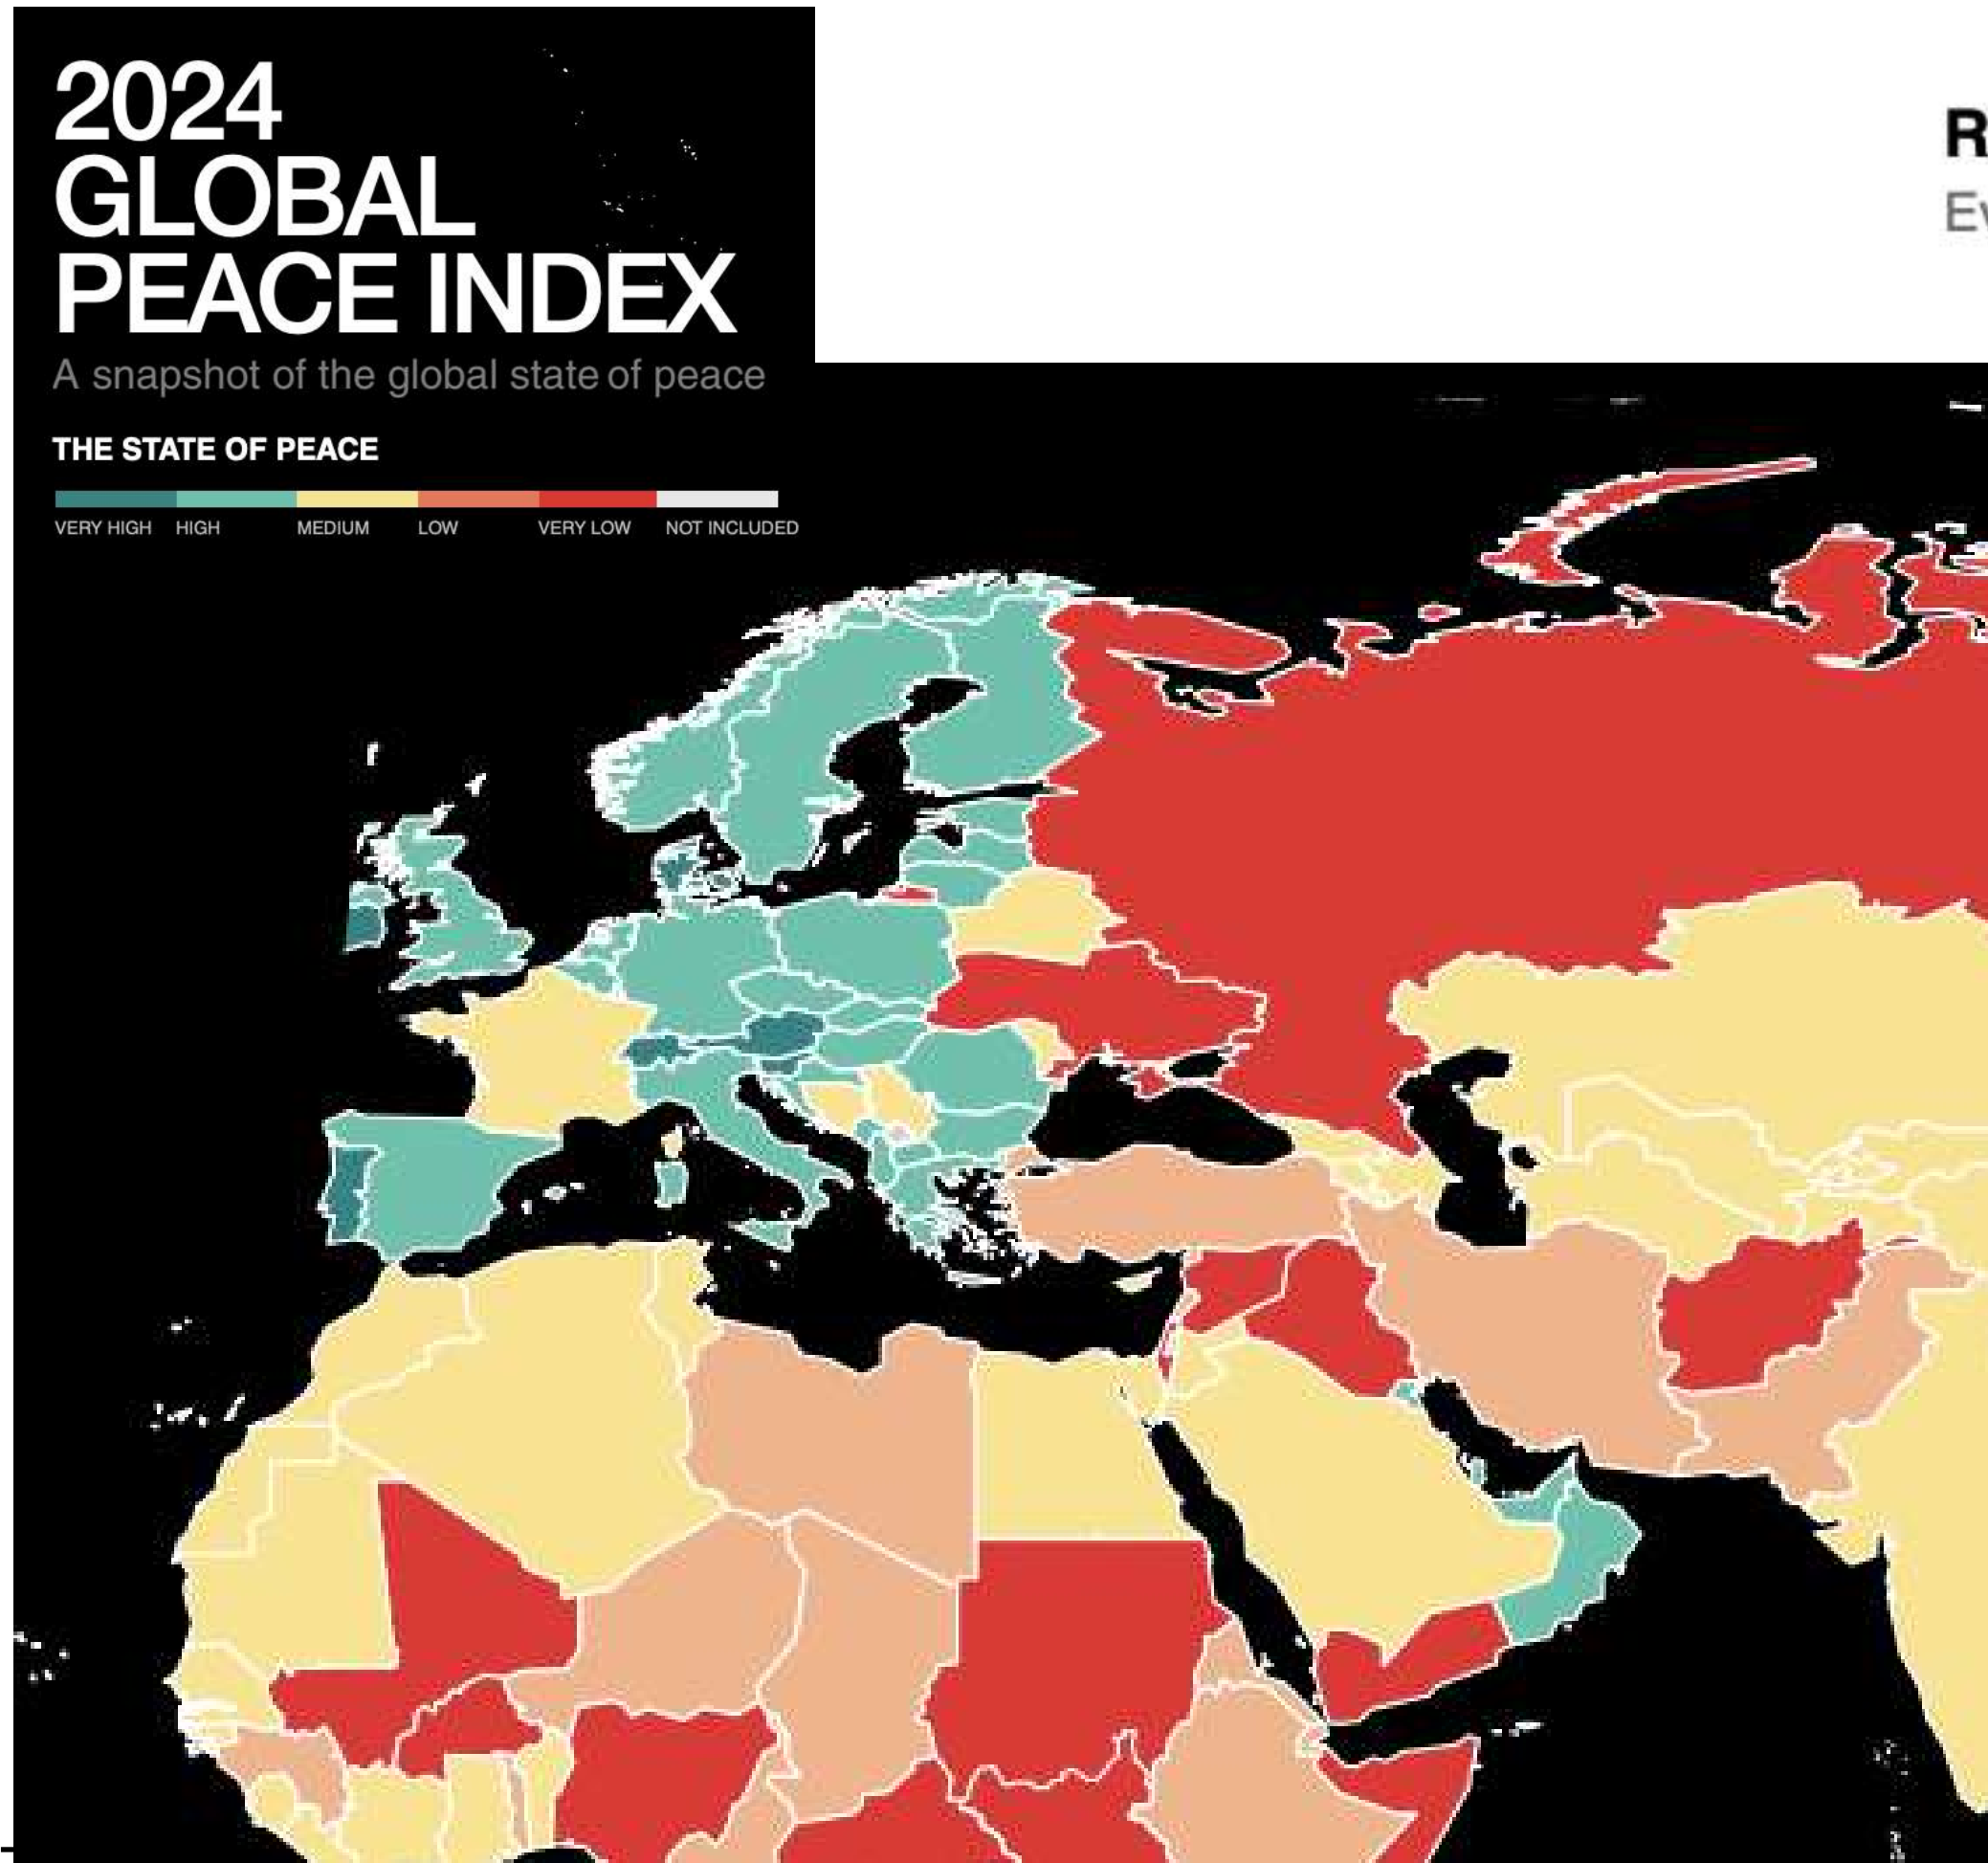 2024
GLOBAL
PEACE INDEX
A snapshot of the global state of peace
THE STATE OF PEACE
VERY HIGH HIGH MEDIUM LOW VERY LOW NOT INCLUDED
R
Ev